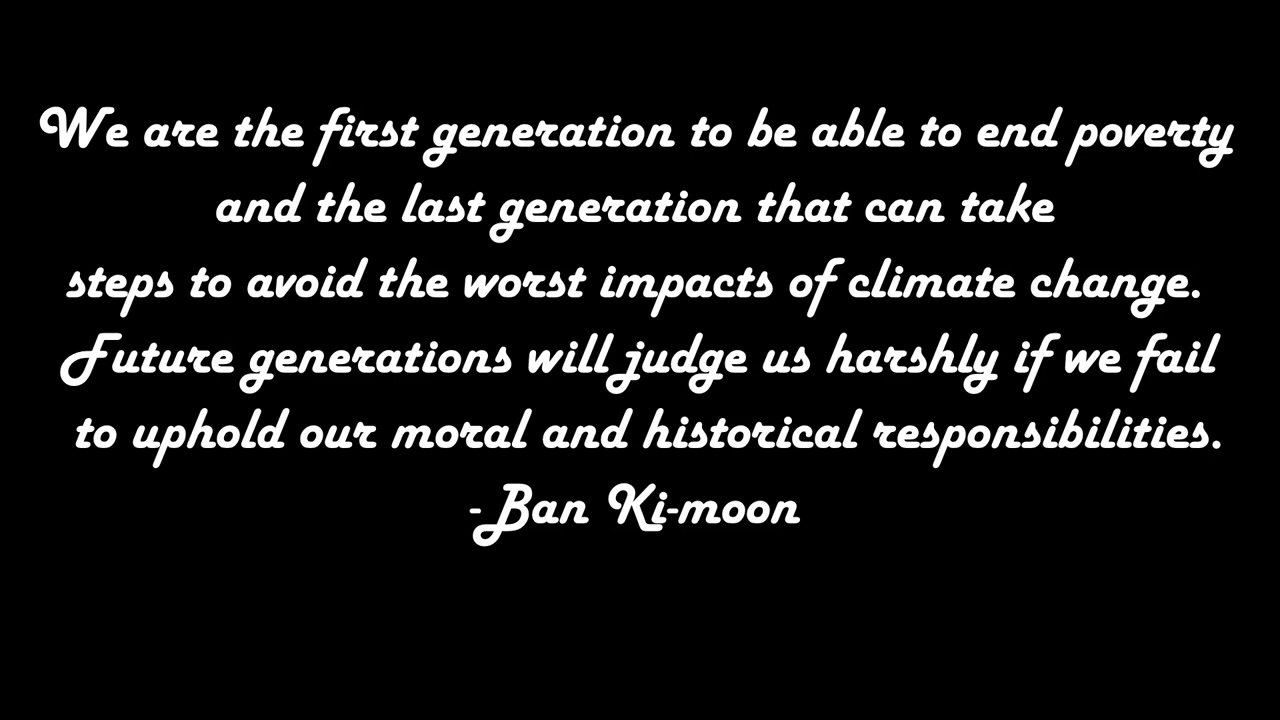 We are the first generation to be able to end poverty
and the last generation that can take
steps to avoid the worst impacts of climate change.
Future generations will judge us harshly if we fail
to uphold our moral and historical responsibilities.
-Ban Ki-moon